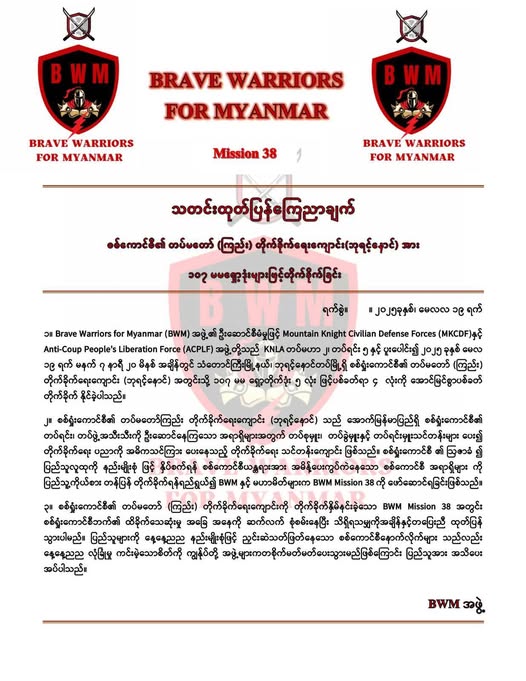 BWM
BRAVE WARRIORS
FOR MYANMAR
BRAVE WARRIORS
FOR MYANMAR
Mission 38
BWM
BRAVE WARRIORS
FOR MYANMAR
သတင်းထုတ်ပြန်ကြေညာချက်
စစ်ကောင်စီ၏ တပ်မတော် (ကြည်း) တိုက်ခိုက်ရေးကျောင်း(ဘုရင့်နောင်) အား
၁၀၇ မမရှော့ဒုံးများဖြင့်တိုက်ခိုက်ခြင်း
ရက်စွဲ။ ။ ၂၀၂၅ခုနှစ်၊ မေလလ ၁၉ ရက်
၁။ Brave Warriors for Myanmar (BWM) အဖွဲ့၏ဦးဆောင်စီမံမှုဖြင့် Mountain Knight Civilian Defense Forces (MKCDF)နှင့်
Anti-Coup People's Liberation Force (ACPLF) အဖွဲ့တို့သည် KNLA တပ်မဟာ ၂၊ တပ်ရင်း ၅ နှင့် ပူးပေါင်း၍ ၂၀၂၅ ခုနှစ် မေလ
၁၉ ရက် မနက် ၇ နာရီ ၂၀ မိနစ် အချိန်တွင် သံတောင်ကြီးမြို့နယ်၊ ဘုရင့်နောင်တပ်မြို့ရှိ စစ်ရှုံးကောင်စီ၏ တပ်မတော် (ကြည်း)
တိုက်ခိုက်ရေးကျောင်း (ဘုရင့်နောင်) အတွင်းသို့ ၁၀၇ မမ ရှော့တိုက်ဒုံး ၅ လုံး ဖြင့်ပစ်ခတ်ရာ ၄ လုံးကို အောင်မြင်စွာပစ်ခတ်
တိုက်ခိုက် နိုင်ခဲ့ပါသည်။
၂။ စစ်ရှုံးကောင်စီ၏ တပ်မတော်ကြည်း တိုက်ခိုက်ရေးကျောင်း (ဘုရင့်နောင်) သည် အောက်မြန်မာပြည်ရှိ စစ်ရှုံးကောင်စီ၏
တပ်ရင်း၊ တပ်ဖွဲ့အသီးသီးကို ဦးဆောင်နေကြသော အရာရှိများအတွက် တပ်စုမှူး၊ တပ်ခွဲမှူးနှင့် တပ်ရင်းမှူးသင်တန်းများ ပေး၍
တိုက်ခိုက်ရေး ပညာကို အဓိကသင်ကြား ပေးနေသည့် တိုက်ခိုက်ရေး သင်တန်းကျောင်း ဖြစ်သည်။ စစ်ရှုံးကောင်စီ ၏ ဩဇာခံ ၍
ပြည်သူလူထုကို နည်းမျိုးစုံ ဖြင့် နှိပ်စက်ရန် စစ်ကောင်စီယန္တရားအား အမိန့်ပေးကွပ်ကဲနေသော စစ်ကောင်စီ အရာရှိများ ကို
ပြည်သူ့ကိုယ်စား တန်ပြန် တိုက်ခိုက်ရန်ရည်ရွယ်၍ BWM နှင့် မဟာမိတ်များက BWM Mission 38 ကို ဖော်ဆောင်ရခြင်းဖြစ်သည်။
၃။ စစ်ရှုံးကောင်စီ၏ တပ်မတော် (ကြည်း) တိုက်ခိုက်ရေးကျောင်းကို တိုက်ခိုက်နှိမ်နင်းခဲ့သော BWM Mission 38 အတွင်း
စစ်ရှုံးကောင်စီဘက်၏ ထိခိုက်သေဆုံးမှု အခြေ အနေကို ဆက်လက် စုံစမ်းနေပြီး သိရှိရသမျှကိုအချိန်နှင့်တပြေးညီ ထုတ်ပြန်
သွားပါမည်။ ပြည်သူများကို နေ့နေ့ညည နည်းမျိုးစုံဖြင့် ညှင်းဆဲသတ်ဖြတ်နေသော စစ်ကောင်စီနောက်လိုက်များ သည်လည်း
နေ့နေ့ညည လုံခြုံမှု ကင်းမဲ့သောစိတ်ကို ကျွန်ုပ်တို့ အဖွဲ့များကတစိုက်မတ်မတ်ပေးသွားမည်ဖြစ်ကြောင်း ပြည်သူအား အသိပေး
အပ်ပါသည်။
BWM အဖွဲ့